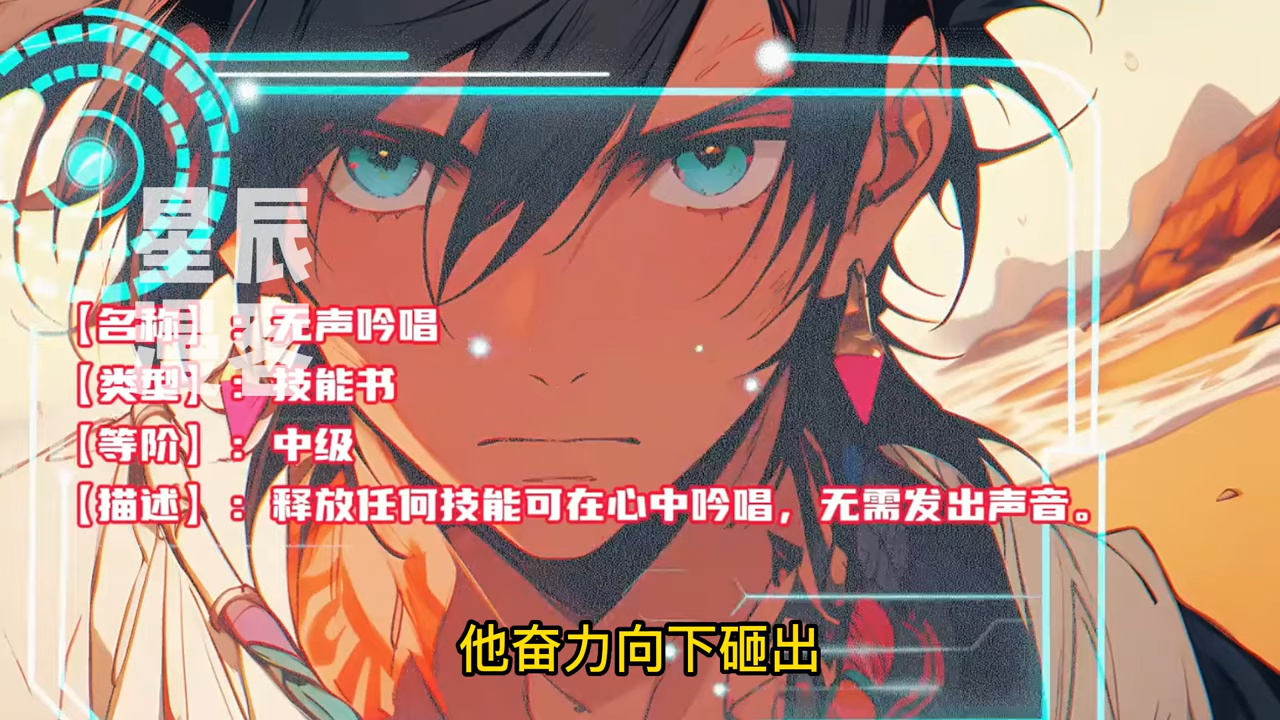 星辰
【名称】：无声吟唱
【类型】：技能书
【等阶】：中级
【描述】：释放任何技能可在心中吟唱，无需发出声音。
他奋力向下砸出